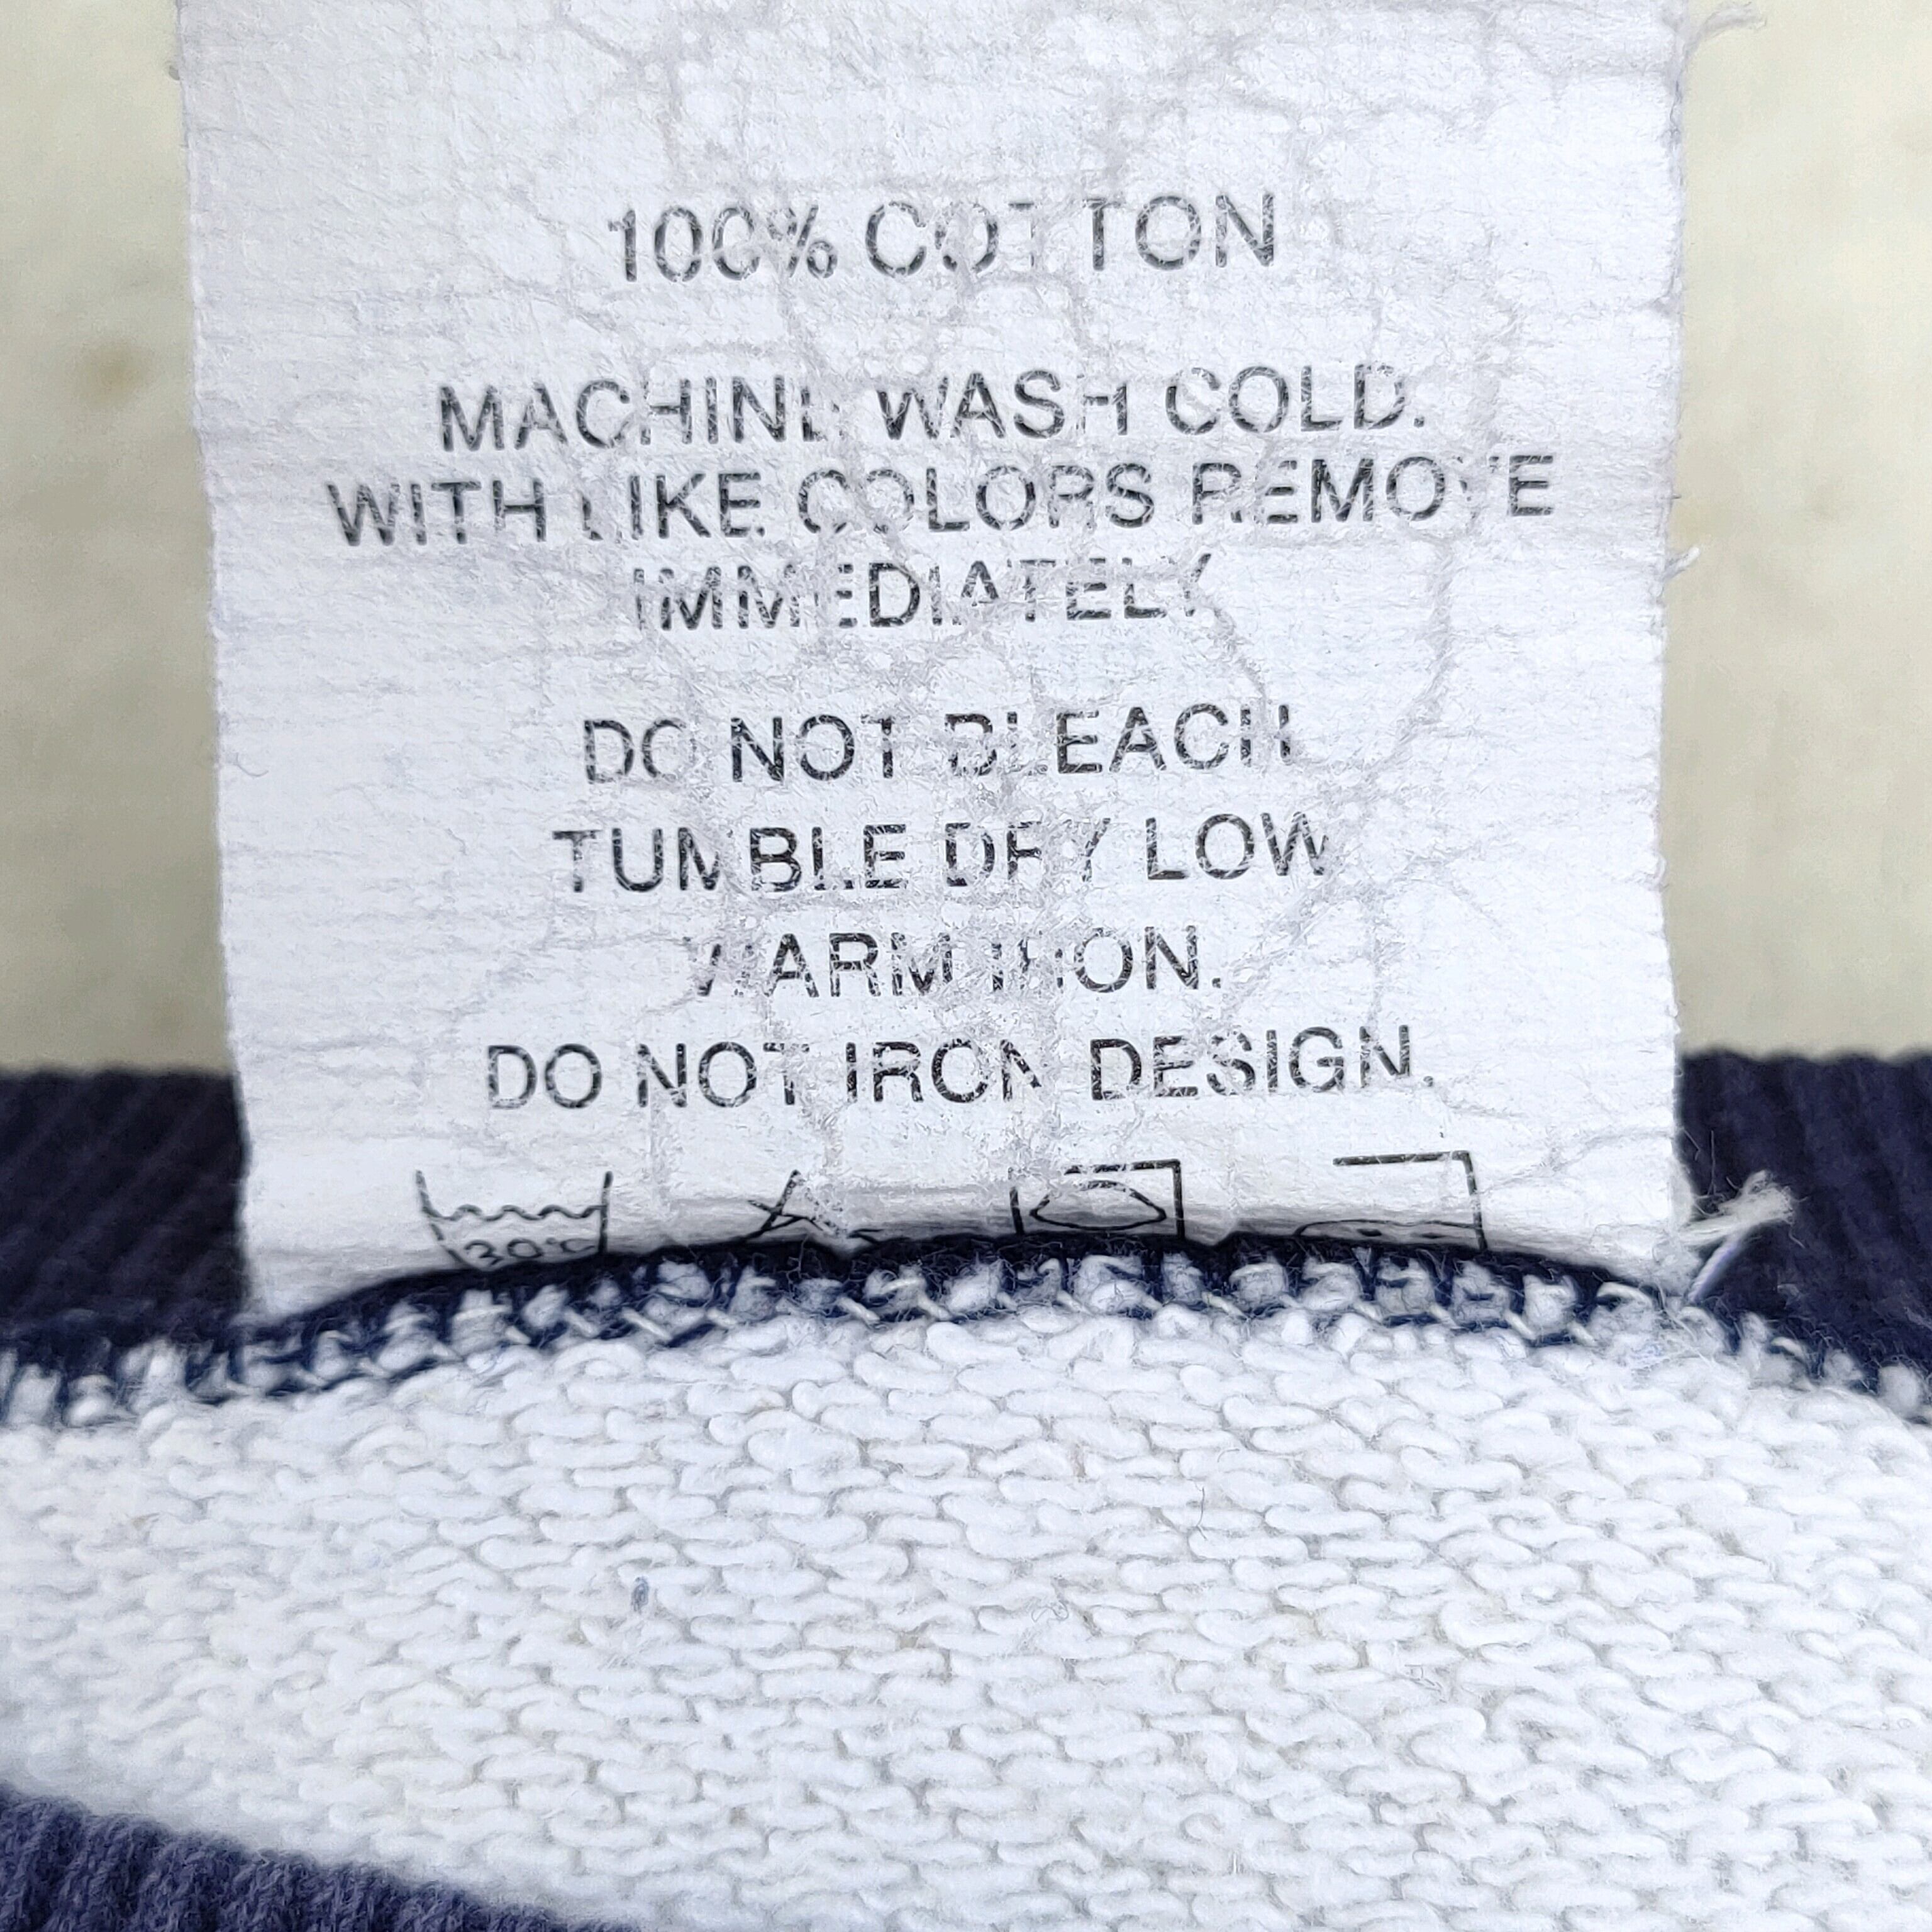 100% COTTON
MACHINE WASH COLD.
WITH LIKE COLORS REMOVE
IMMEDIATELY
DO NOT BLEACH
TUMBLE DRY LOW
WARM IRON.
DO NOT IRON DESIGN.
30°C